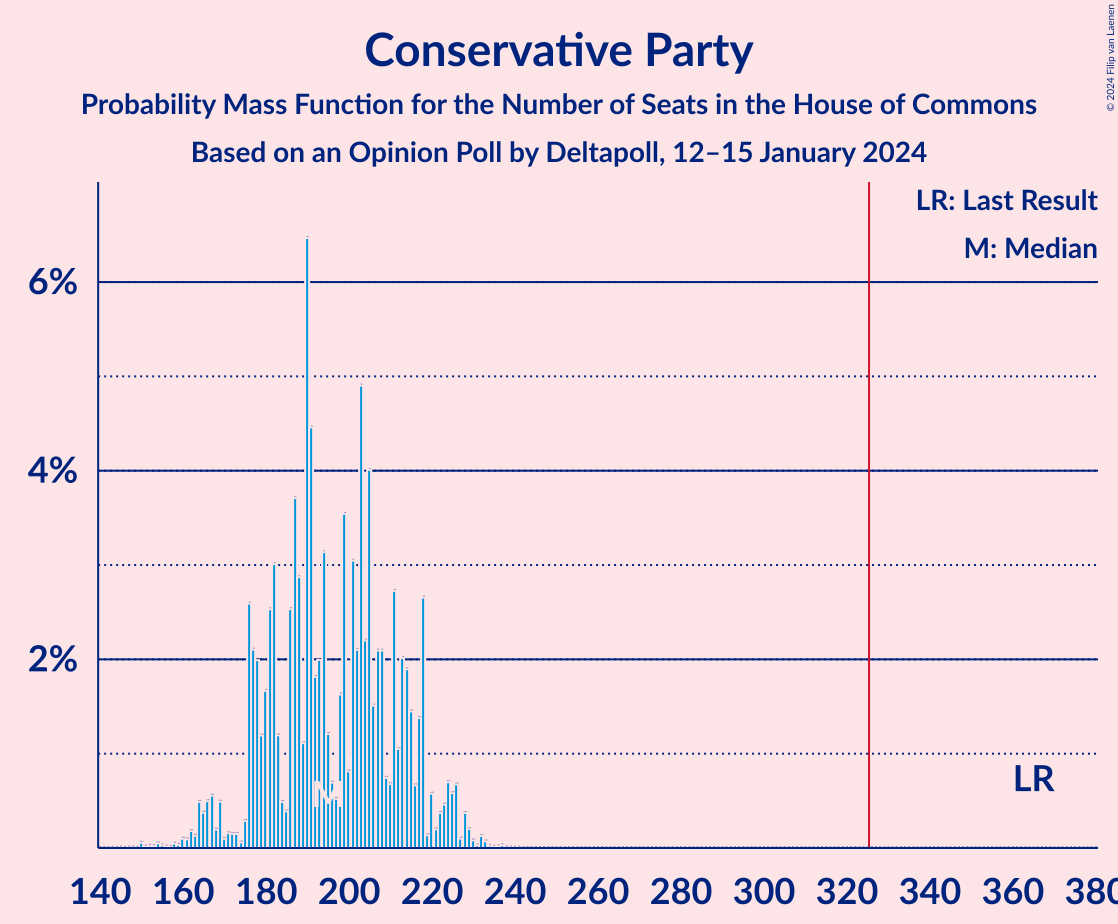 Conservative Party
Probability Mass Function for the Number of Seats in the House of Commons
Based on an Opinion Poll by Deltapoll, 12–15 January 2024
© 2024 Filip van Laenen
LR: Last Result
M: Median
6%
4%
2%
M
LR
140 160 180 200 220 240 260 280 300 320 340 360 380